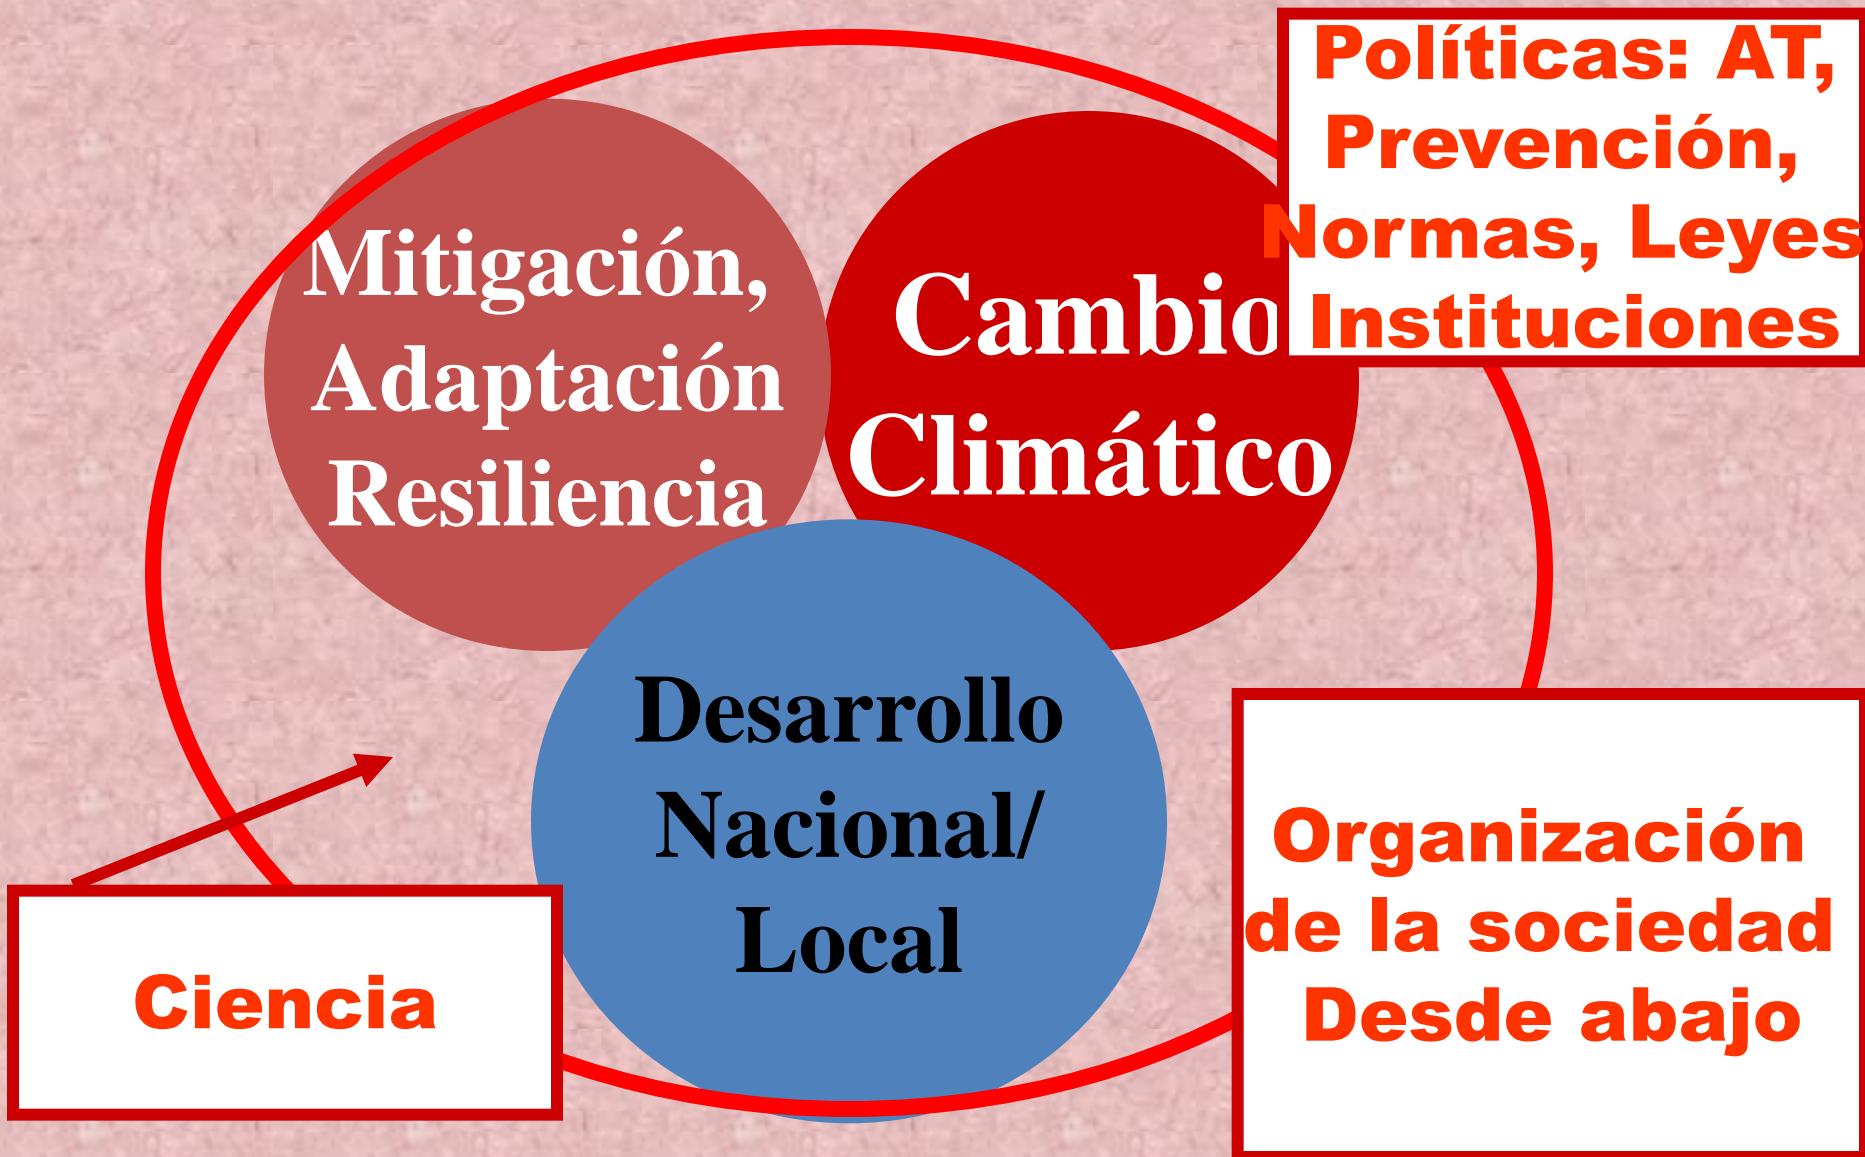 Políticas: AT,
Prevención,
Normas, Leyes
Instituciones
Mitigación,
Adaptación
Resiliencia
Cambio
Climático
Desarrollo
Nacional/
Local
Organización
de la sociedad
Desde abajo
Ciencia